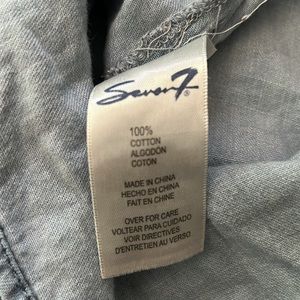 Seven7®
100%
COTTON
ALGODÓN
COTON
MADE IN CHINA
HECHO EN CHINA
FAIT EN CHINE
OVER FOR CARE
VOLTEAR PARA CUIDADO
VOIR DIRECTIVES
D'ENTRETIEN AU VERSO